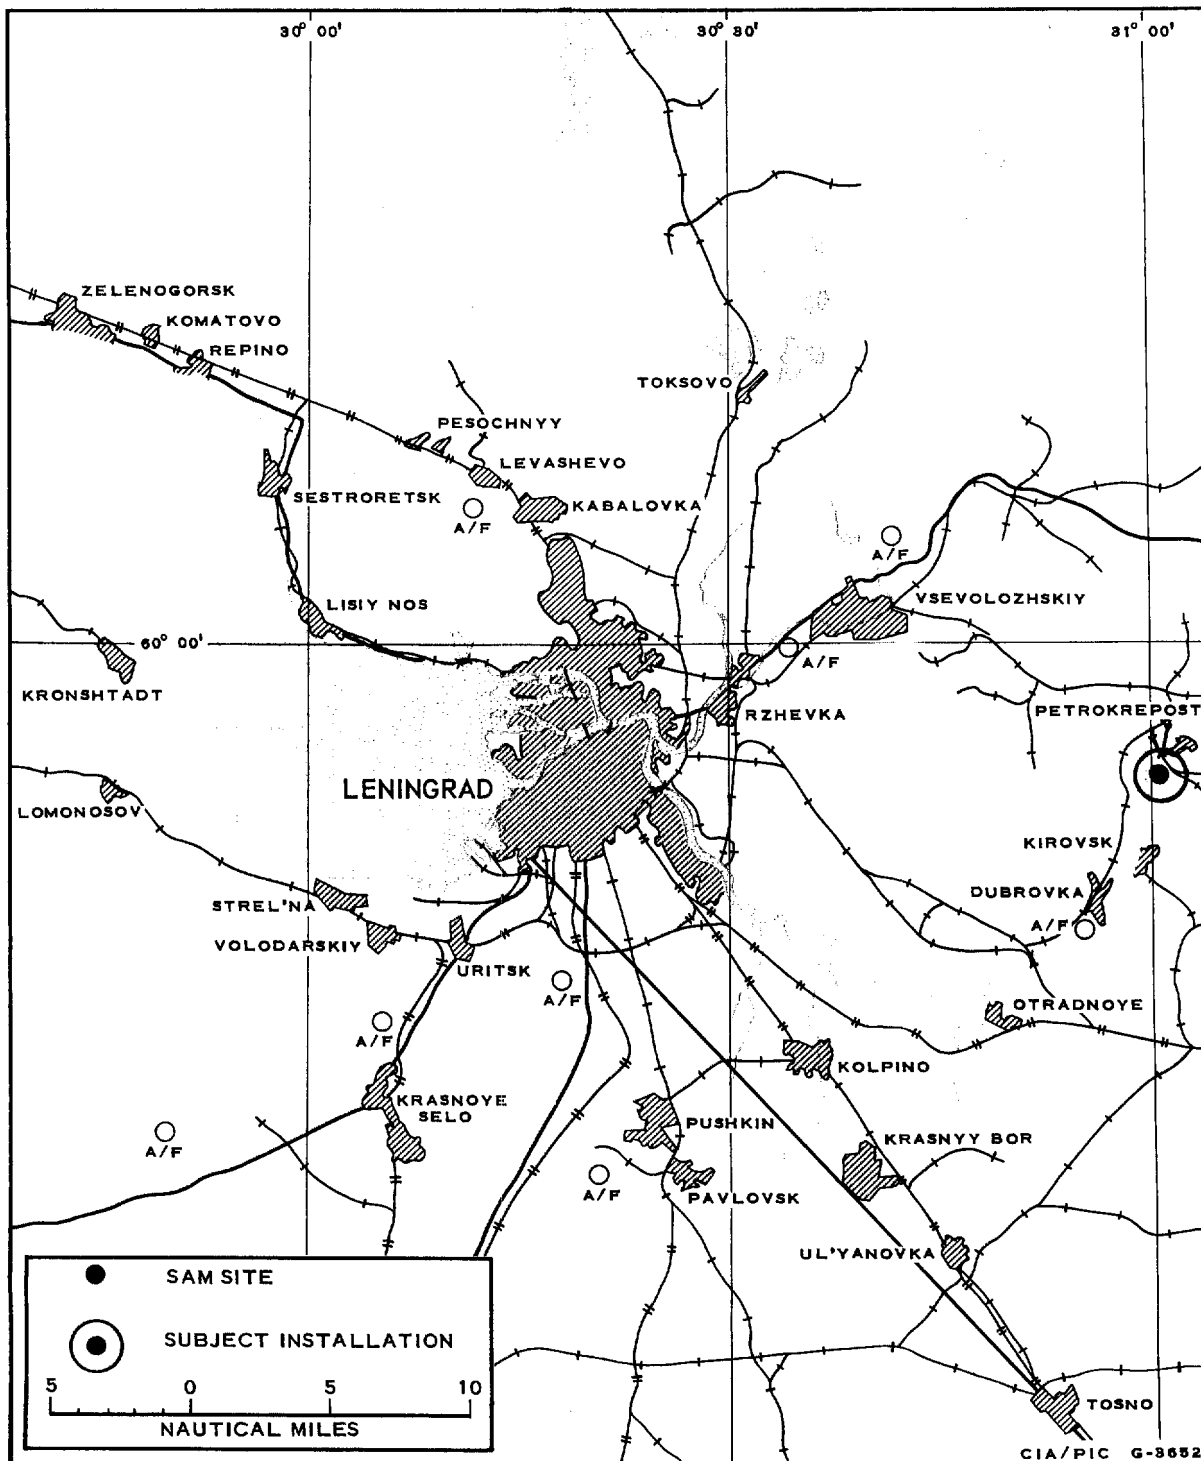 30° 00'
30° 30'
31° 00'
ZELENOGORSK
KOMATOVO
REPINO
TOKSOVO
PESOCHNYY
LEVASHEVO
SESTRORETSK
KABALOVKA
A/F
A/F
LISIY NOS
VSEVOLOZHSKIY
60° 00'
A/F
KRONSHTADT
RZHEVKA
PETROKREPOST
LENINGRAD
LOMONOSOV
KIROVSK
DUBROVKA
STREL'NA
A/F
VOLODARSKIY
URITSK
A/F
OTRADNOYE
A/F
KOLPINO
KRASNOYE
SELO
PUSHKIN
KRASNYY BOR
A/F
A/F
PAVLOVSK
UL'YANOVKA
SAM SITE
SUBJECT INSTALLATION
5 0 5 10
NAUTICAL MILES
TOSNO
CIA/PIC G-3652